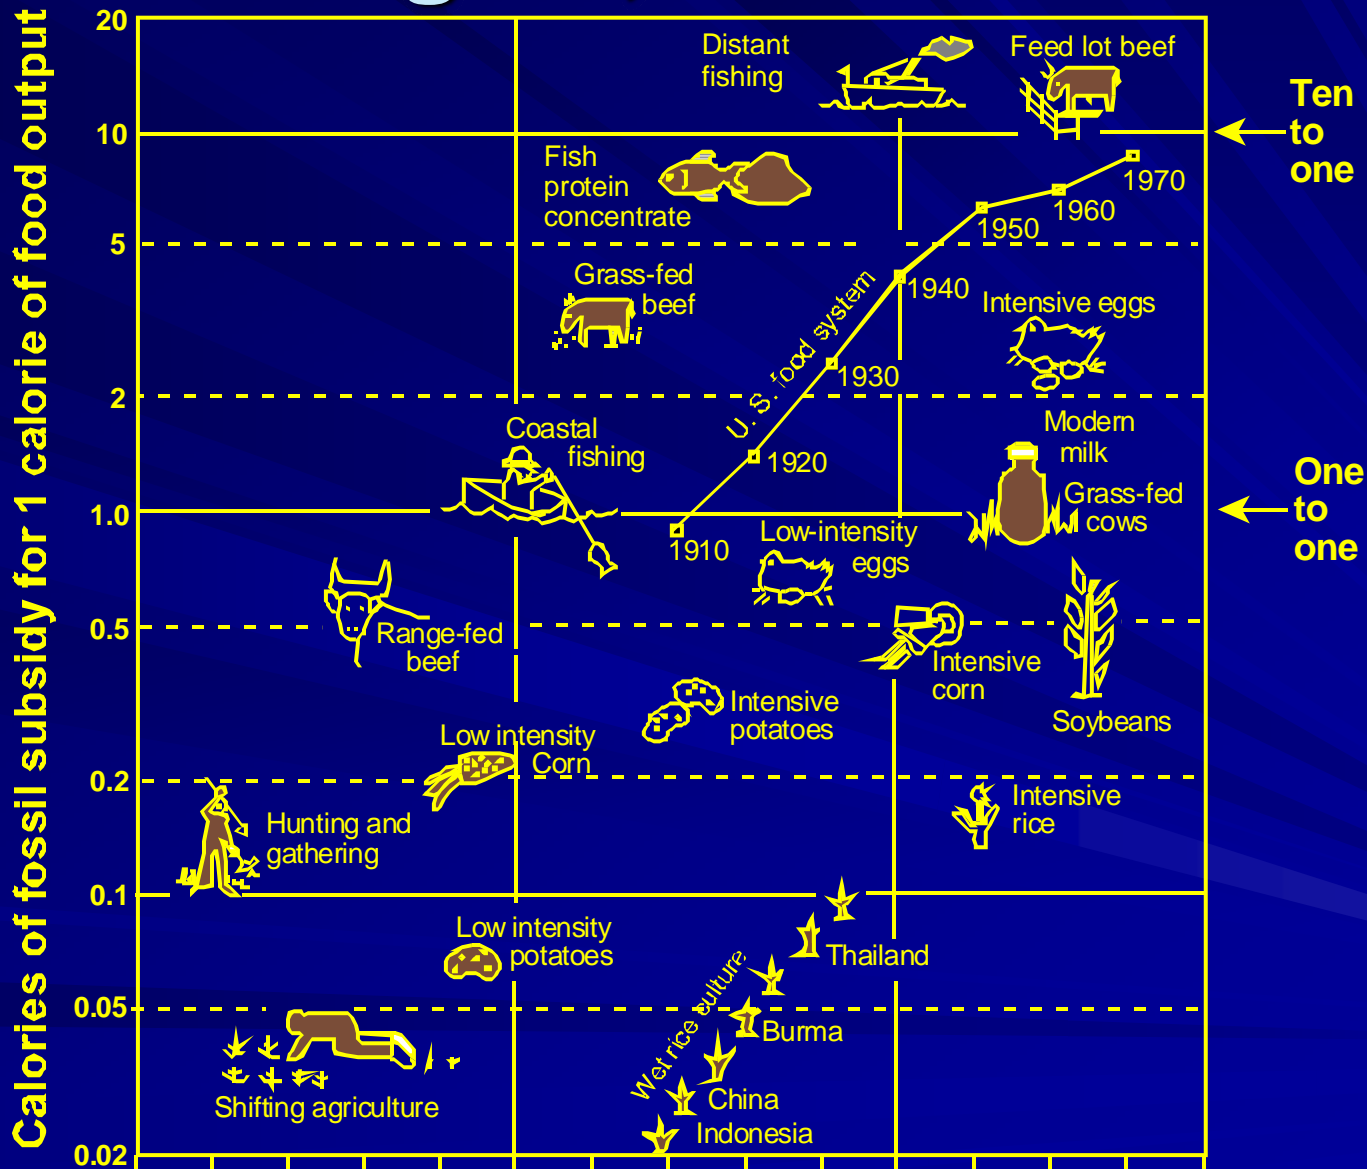 Calories of fossil subsidy for 1 calorie of food output
20
10
5
2
1.0
0.5
0.2
0.1
0.05
0.02
Distant
fishing
Feed lot beef
Ten
to
one
Fish
protein
concentrate
1970
1960
1950
Grass-fed
beef
1940
Intensive eggs
U. S. food system
1930
Coastal
fishing
1920
Modern
milk
Grass-fed
cows
One
to
one
1910
Low-intensity
eggs
Range-fed
beef
Intensive
corn
Intensive
potatoes
Soybeans
Low intensity
Corn
Hunting and
gathering
Intensive
rice
Low intensity
potatoes
Thailand
Wet rice culture
Burma
Shifting agriculture
China
Indonesia